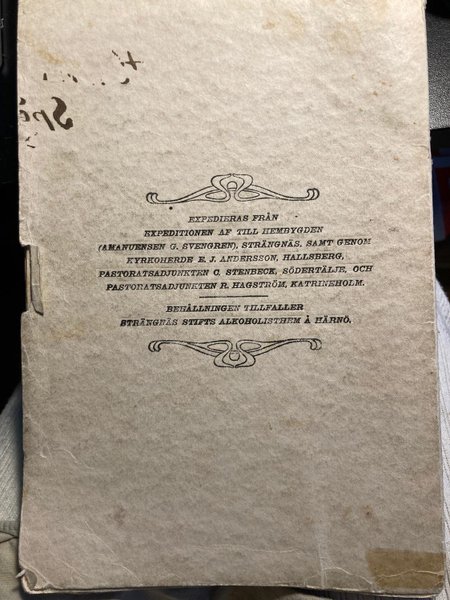 Spö
EXPEDIERAS FRÅN
EXPEDITIONEN AF TILL HEMBYGDEN
(AMANUENSEN G. SVENGREN), STRÄNGNÄS, SAMT GENOM
KYRKOHERDE E. J. ANDERSSON, HALLSBERG,
PASTORATSADJUNKTEN C. STENBECK, SÖDERTÄLJE, OCH
PASTORATSADJUNKTEN R. HAGSTRÖM, KATRINEHOLM.
BEHÅLLNINGEN TILLFALLER
STRÄNGNÄS STIFTS ALKOHOLISTHEM Å HÄRNÖ.